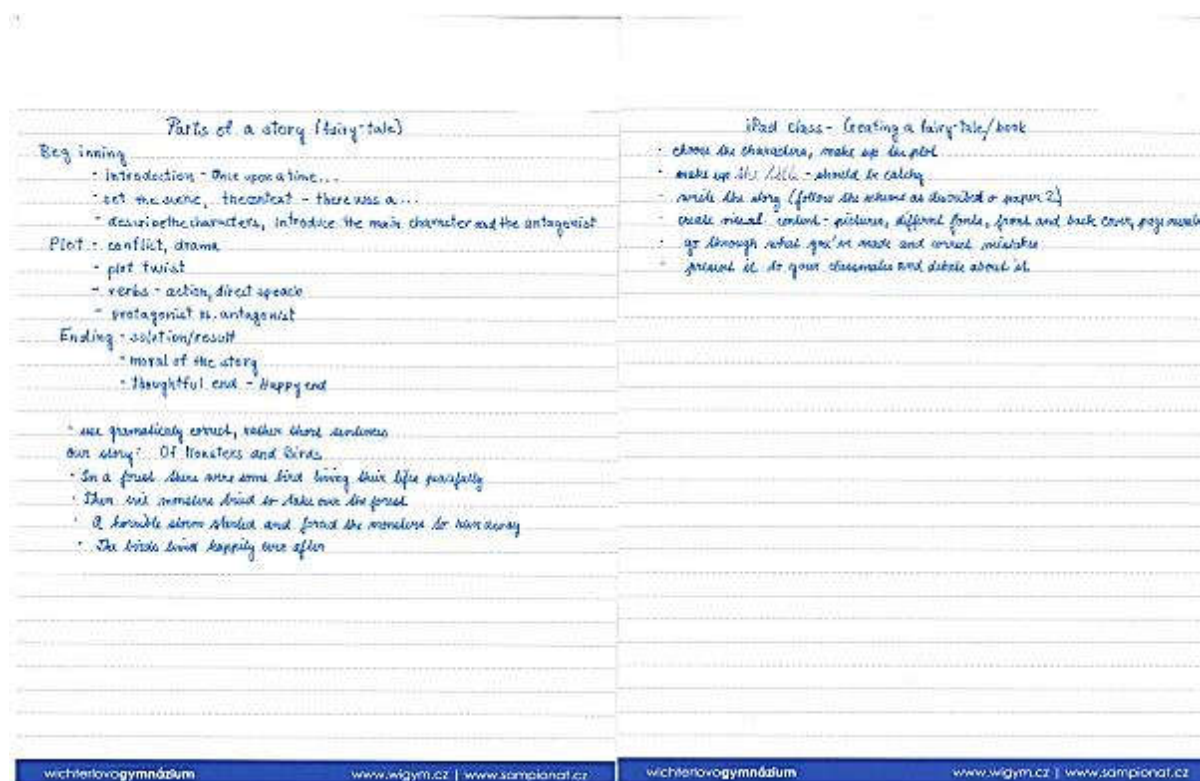 Parts of a story (fairy-tale)
Beginning
- introduction - Once upon a time...
- set the scene, the context - there was a...
- describe the characters, introduce the main character and the antagonist
Plot - conflict, drama
- plot twist
- verbs - action, direct speach
- protagonist vs. antagonist
Ending - solution/result
- moral of the story
- thoughtful end - Happy end
- use gramaticaly correct, rather short sentences
Our story: Of Monsters and Birds
- In a forest there were some bird living their life peacefully
- Then evil monsters tried to take over the forest
- A horrible storm started and forced the monsters to run away
- The birds lived happily ever after
wichterlovogymnázium www.wigym.cz | www.sampionat.cz
iPad class - Creating a fairy-tale/book
- choose the characters, make up the plot
- make up the title - should be catchy
- write the story (follow the scheme as described o paper 2)
- create visual content - pictures, different fonts, front and back cover, page
- go through what you've made and correct mistakes
- present it to your classmates and debate about it
wichterlovogymnázium www.wigym.cz | www.sampionat.cz